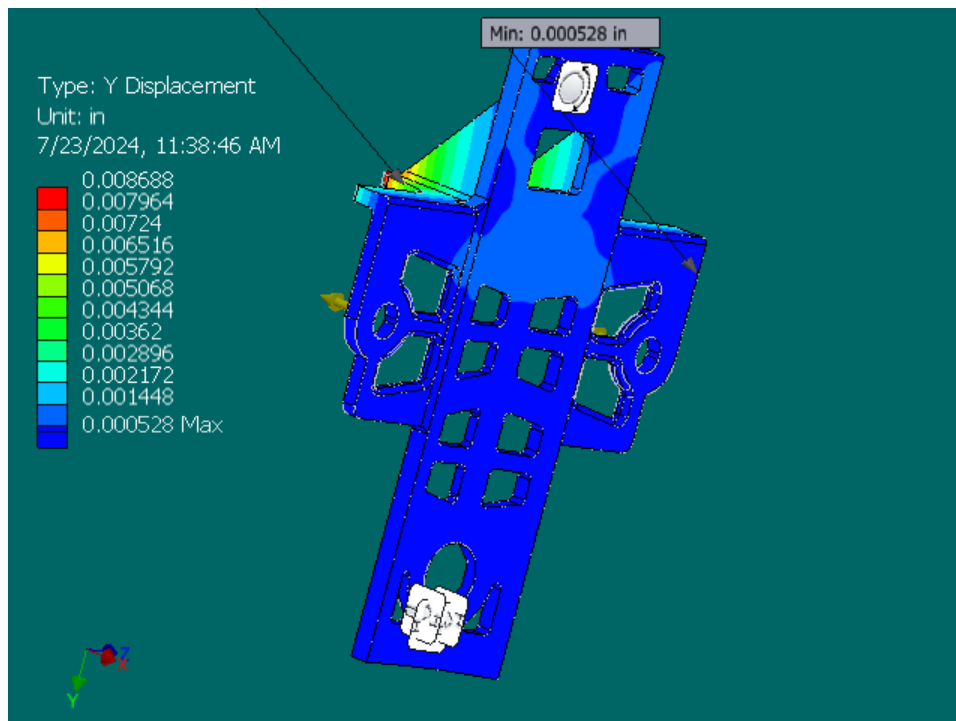 Min: 0.000528 in
Type: Y Displacement
Unit: in
7/23/2024, 11:38:46 AM
0.008688
0.007964
0.00724
0.006516
0.005792
0.005068
0.004344
0.00362
0.002896
0.002172
0.001448
0.000528 Max
Z
X
Y